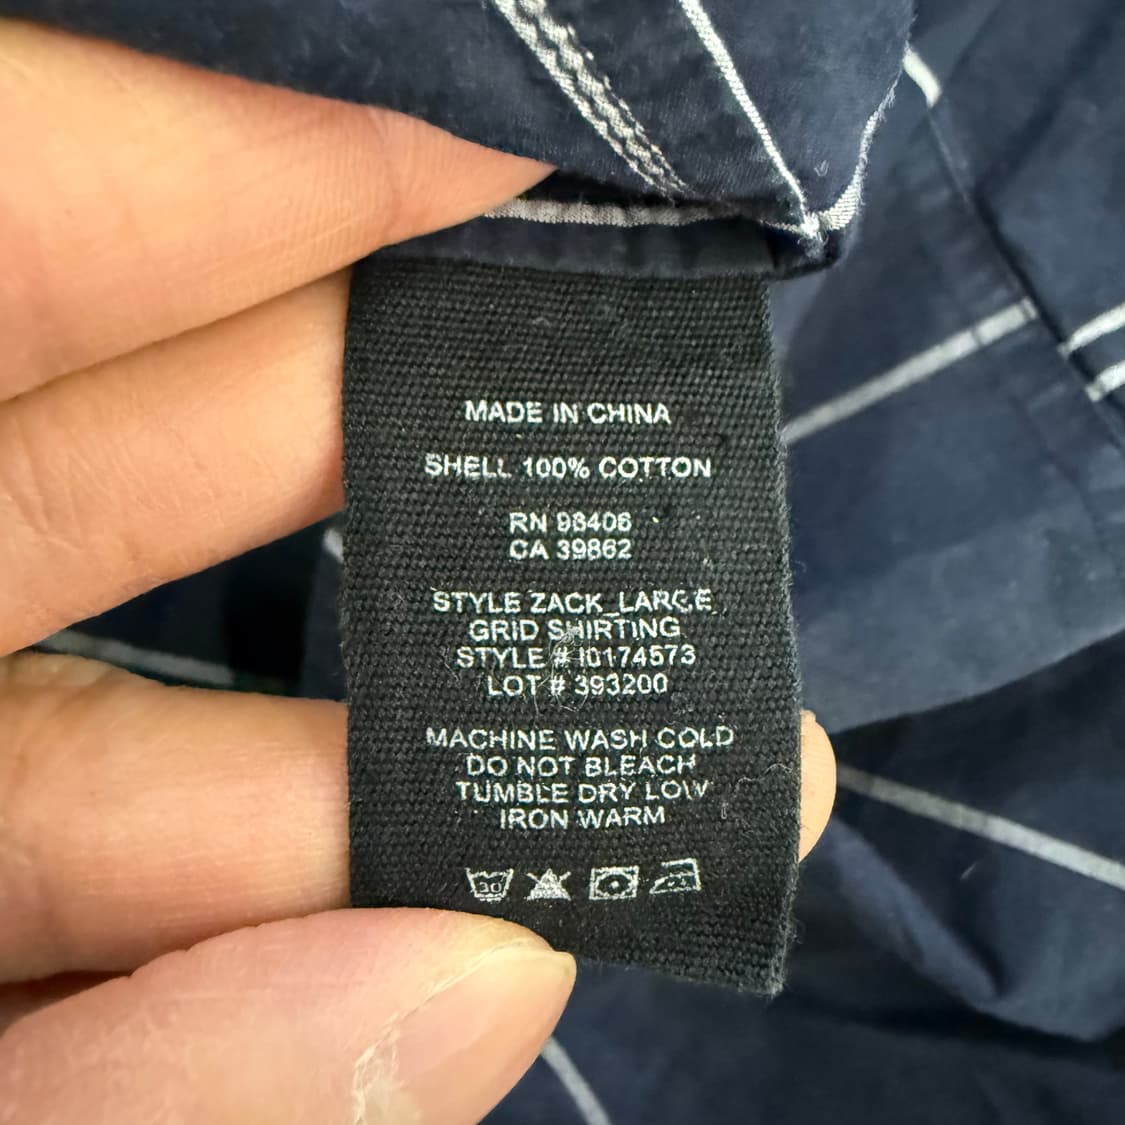 MADE IN CHINA
SHELL 100% COTTON
RN 98406
CA 39862
STYLE ZACK_LARGE
GRID SHIRTING
STYLE # I0174573
LOT # 393200
MACHINE WASH COLD
DO NOT BLEACH
TUMBLE DRY LOW
IRON WARM
30